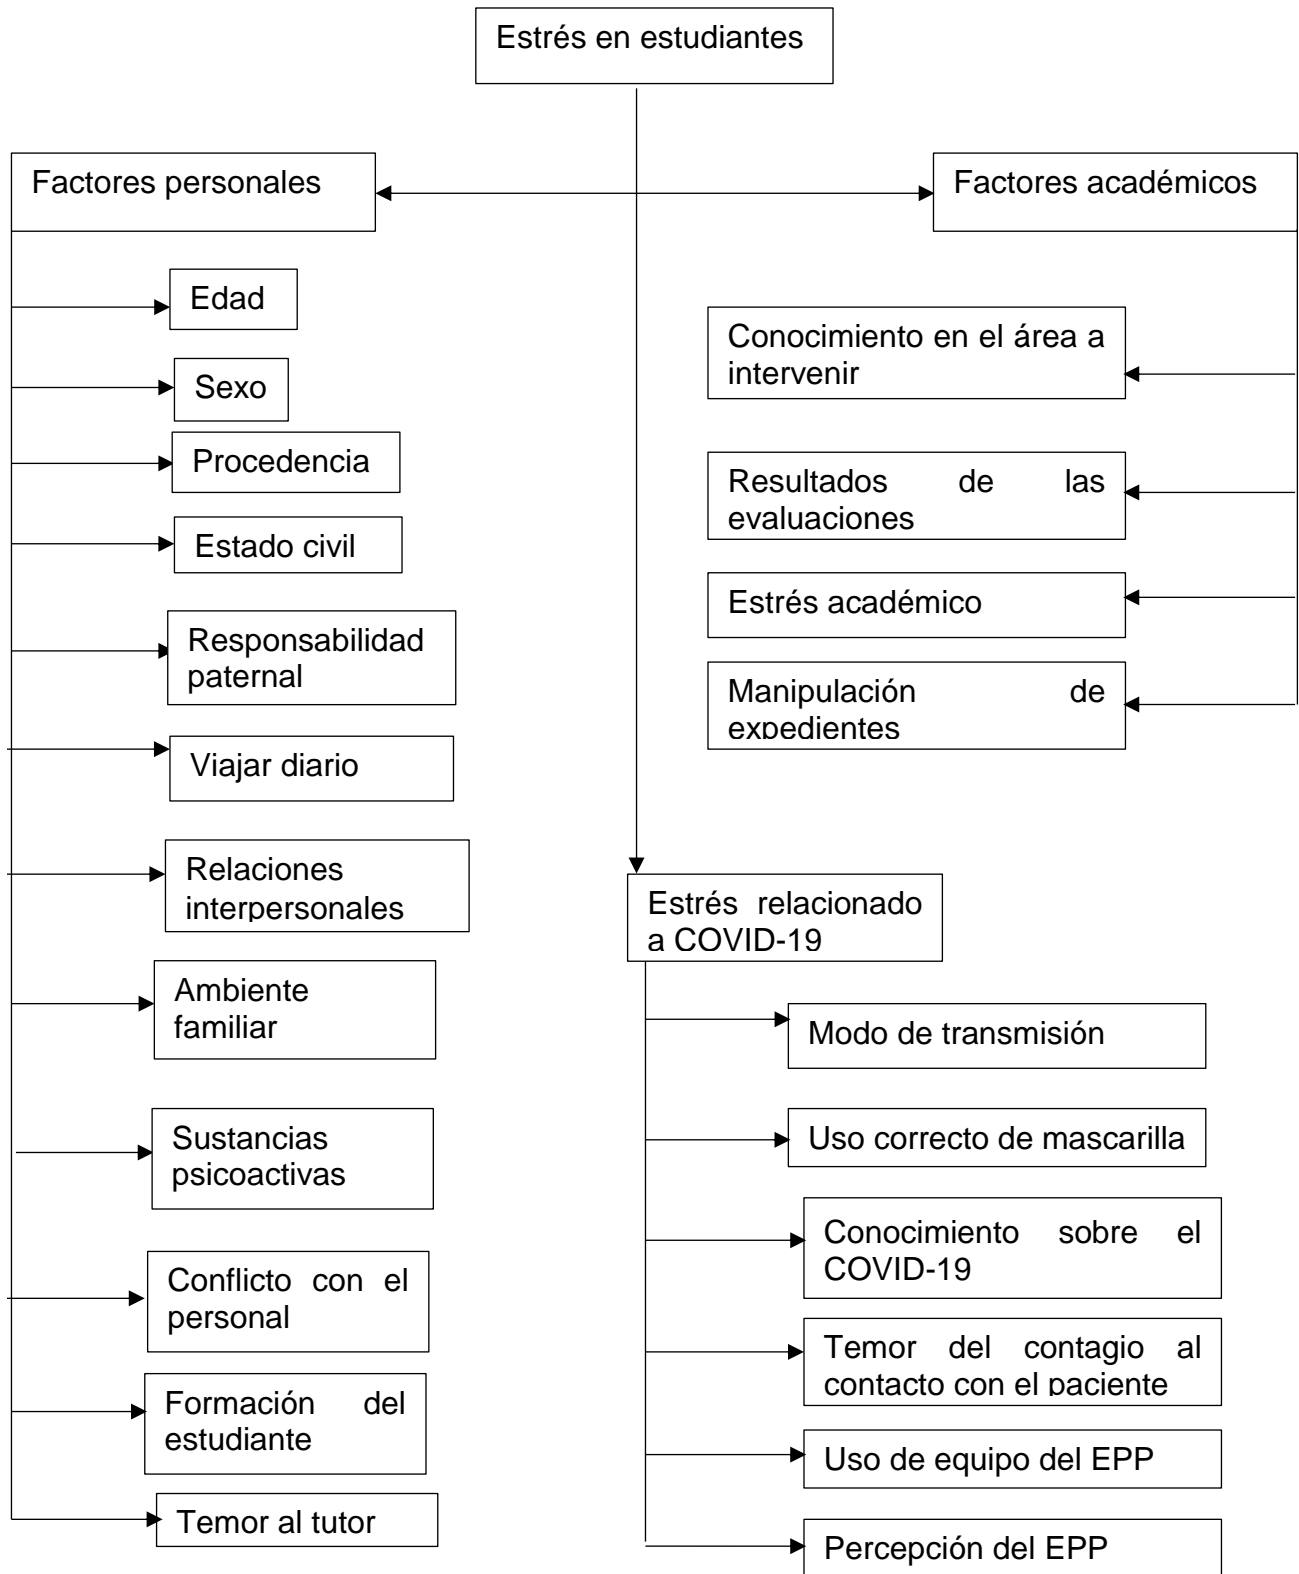 Estrés en estudiantes
Factores personales
Factores académicos
Edad
Sexo
Procedencia
Estado civil
Responsabilidad
paternal
Viajar diario
Relaciones
interpersonales
Ambiente
familiar
Sustancias
psicoactivas
Conflicto con el
personal
Formación del
estudiante
Temor al tutor
Conocimiento en el área a
intervenir
Resultados de las
evaluaciones
Estrés académico
Manipulación de
expedientes
Estrés relacionado
a COVID-19
Modo de transmisión
Uso correcto de mascarilla
Conocimiento sobre el
COVID-19
Temor del contagio al
contacto con el paciente
Uso de equipo del EPP
Percepción del EPP